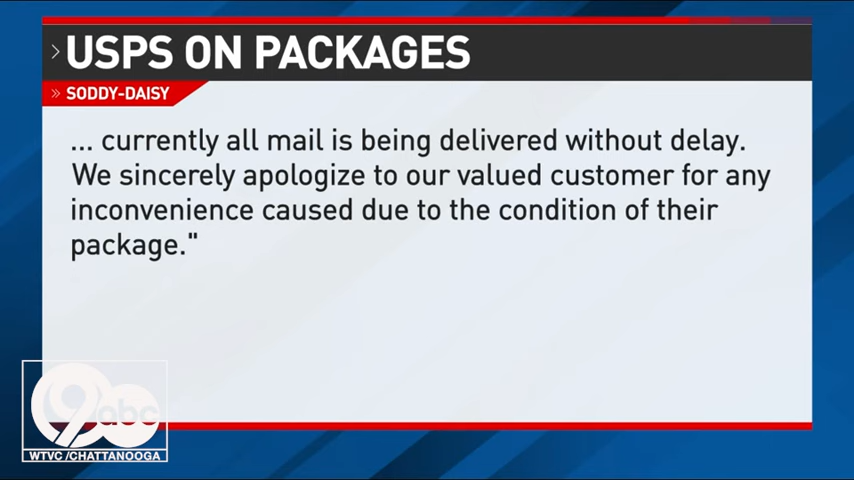 USPS ON PACKAGES
SODDY-DAISY
... currently all mail is being delivered without delay.
We sincerely apologize to our valued customer for any
inconvenience caused due to the condition of their
package."
9 abc
WTVC /CHATTANOOGA